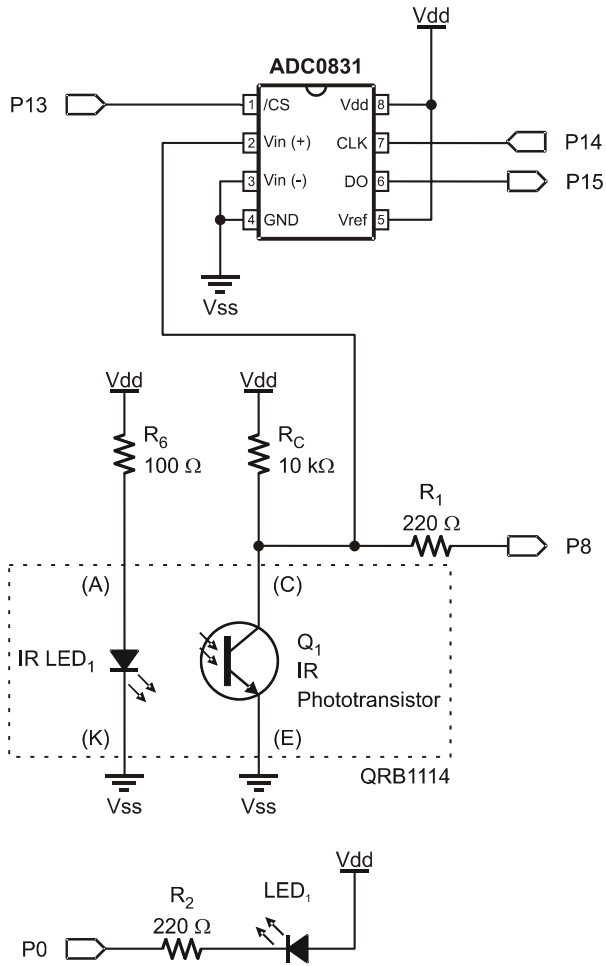 Vdd
ADC0831
P13 1 /CS Vdd 8
2 Vin (+) CLK 7 P14
3 Vin (-) DO 6 P15
4 GND Vref 5
Vss
Vdd Vdd
R6 RC
100 Ω 10 kΩ
R1
220 Ω
P8
(A) (C)
IR LED1
Q1
IR
Phototransistor
(K) (E)
QRB1114
Vss Vss
Vdd
R2 LED1
220 Ω
P0